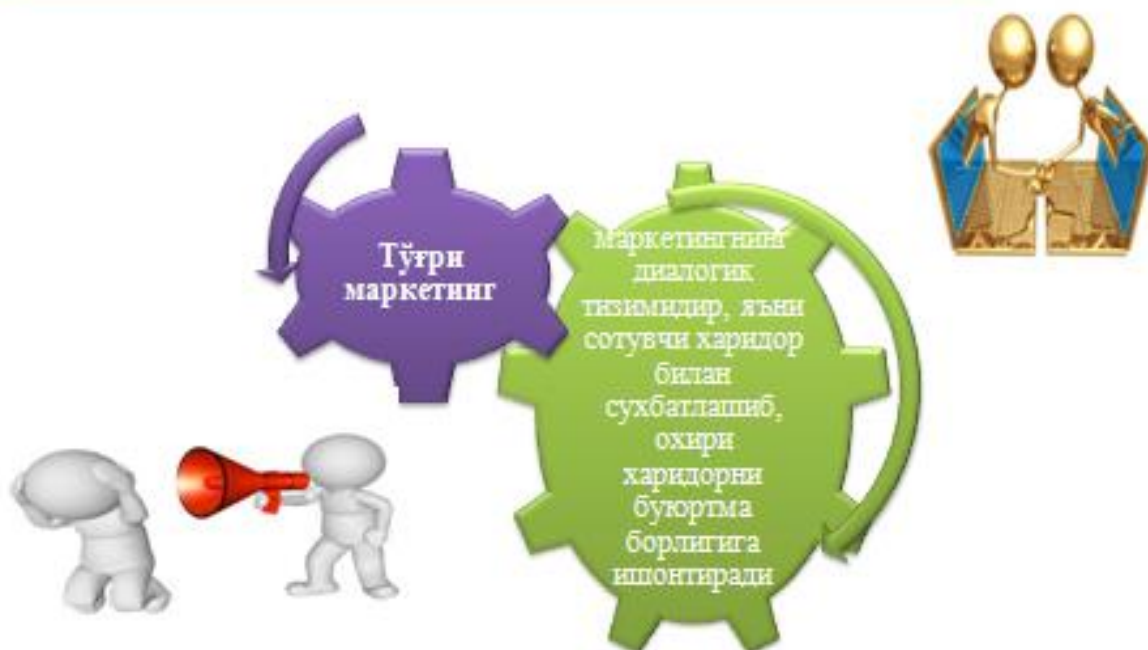 Тўғри
маркетинг
маркетингнинг
диалогик
тизимидир, яъни
сотувчи харидор
билан
сухбатлашиб,
охири
харидорни
буюртма
борлигига
ишонтиради